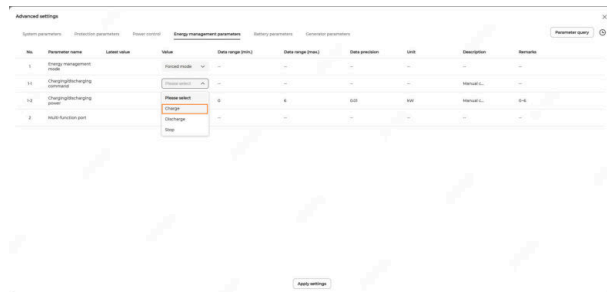 Advanced settings
System parameters Protection parameters Power control Energy management parameters Battery parameters Generator parameters Parameter query
No. Parameter name Latest value Value Data range (min.) Data range (max.) Data precision Unit Description Remarks
1 Energy management mode Forced mode -- -- -- -- -- --
1-1 Charging/Discharging command Please select -- -- -- -- Manual c... --
Please select
1-2 Charging/Discharging power 0 6 0.01 kW Manual c... 0~6
Charge
2 Multi-function port Discharge -- -- -- -- -- --
Stop
Apply settings